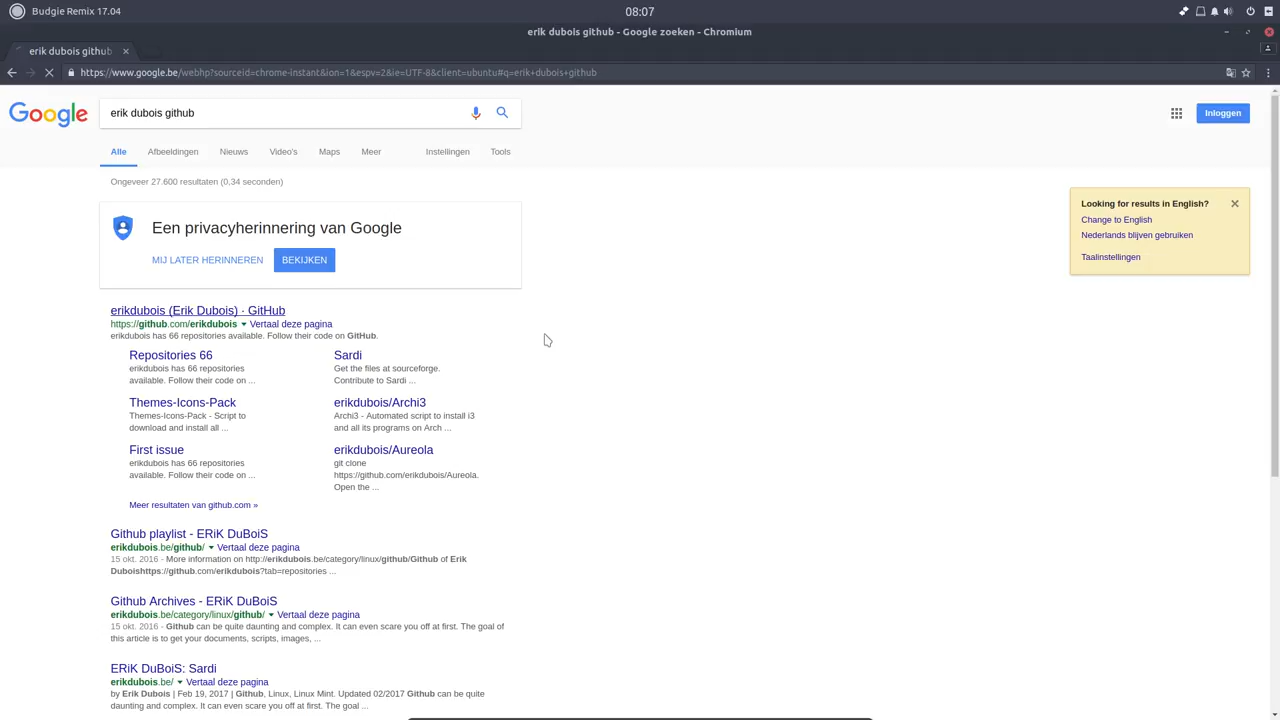 Budgie Remix 17.04
08:07
erik dubois github - Google zoeken - Chromium
erik dubois github
https://www.google.be/webhp?sourceid=chrome-instant&ion=1&espv=2&ie=UTF-8&client=ubuntu#q=erik+dubois+github
Google
erik dubois github
Inloggen
Alle Afbeeldingen Nieuws Video's Maps Meer Instellingen Tools
Ongeveer 27.600 resultaten (0,34 seconden)
Een privacyherinnering van Google
MIJ LATER HERINNEREN BEKIJKEN
Looking for results in English?
Change to English
Nederlands blijven gebruiken
Taalinstellingen
erikdubois (Erik Dubois) · GitHub
https://github.com/erikdubois Vertaal deze pagina
erikdubois has 66 repositories available. Follow their code on GitHub.
Repositories 66
erikdubois has 66 repositories
available. Follow their code on ...
Sardi
Get the files at sourceforge.
Contribute to Sardi ...
Themes-Icons-Pack
Themes-Icons-Pack - Script to
download and install all ...
erikdubois/Archi3
Archi3 - Automated script to install i3
and all its programs on Arch ...
First issue
erikdubois has 66 repositories
available. Follow their code on ...
erikdubois/Aureola
git clone
https://github.com/erikdubois/Aureola.
Open the ...
Meer resultaten van github.com »
Github playlist - ERiK DuBoiS
erikdubois.be/github/ Vertaal deze pagina
15 okt. 2016 - More information on http://erikdubois.be/category/linux/github/Github of Erik
Duboishttps://github.com/erikdubois?tab=repositories ...
Github Archives - ERiK DuBoiS
erikdubois.be/category/linux/github/ Vertaal deze pagina
15 okt. 2016 - Github can be quite daunting and complex. It can even scare you off at first. The goal of
this article is to get your documents, scripts, images, ...
ERiK DuBoiS: Sardi
erikdubois.be/ Vertaal deze pagina
by Erik Dubois | Feb 19, 2017 | Github, Linux, Linux Mint. Updated 02/2017 Github can be quite
daunting and complex. It can even scare you off at first. The goal ...